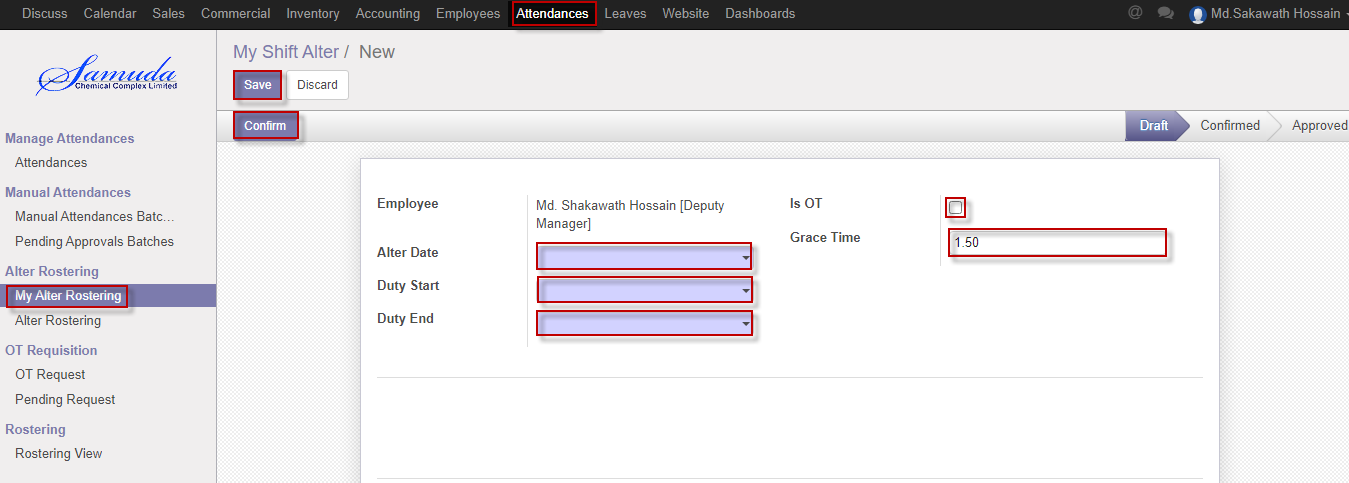 Discuss Calendar Sales Commercial Inventory Accounting Employees Attendances Leaves Website Dashboards @ Md.Sakawath Hossain
Samuda
Chemical Complex Limited
My Shift Alter / New
Save Discard
Confirm Draft Confirmed Approved
Manage Attendances
Attendances
Manual Attendances
Manual Attendances Batc...
Pending Approvals Batches
Alter Rostering
My Alter Rostering
Alter Rostering
OT Requisition
OT Request
Pending Request
Rostering
Rostering View
Employee Md. Shakawath Hossain [Deputy
Manager]
Alter Date
Duty Start
Duty End
Is OT
Grace Time 1.50